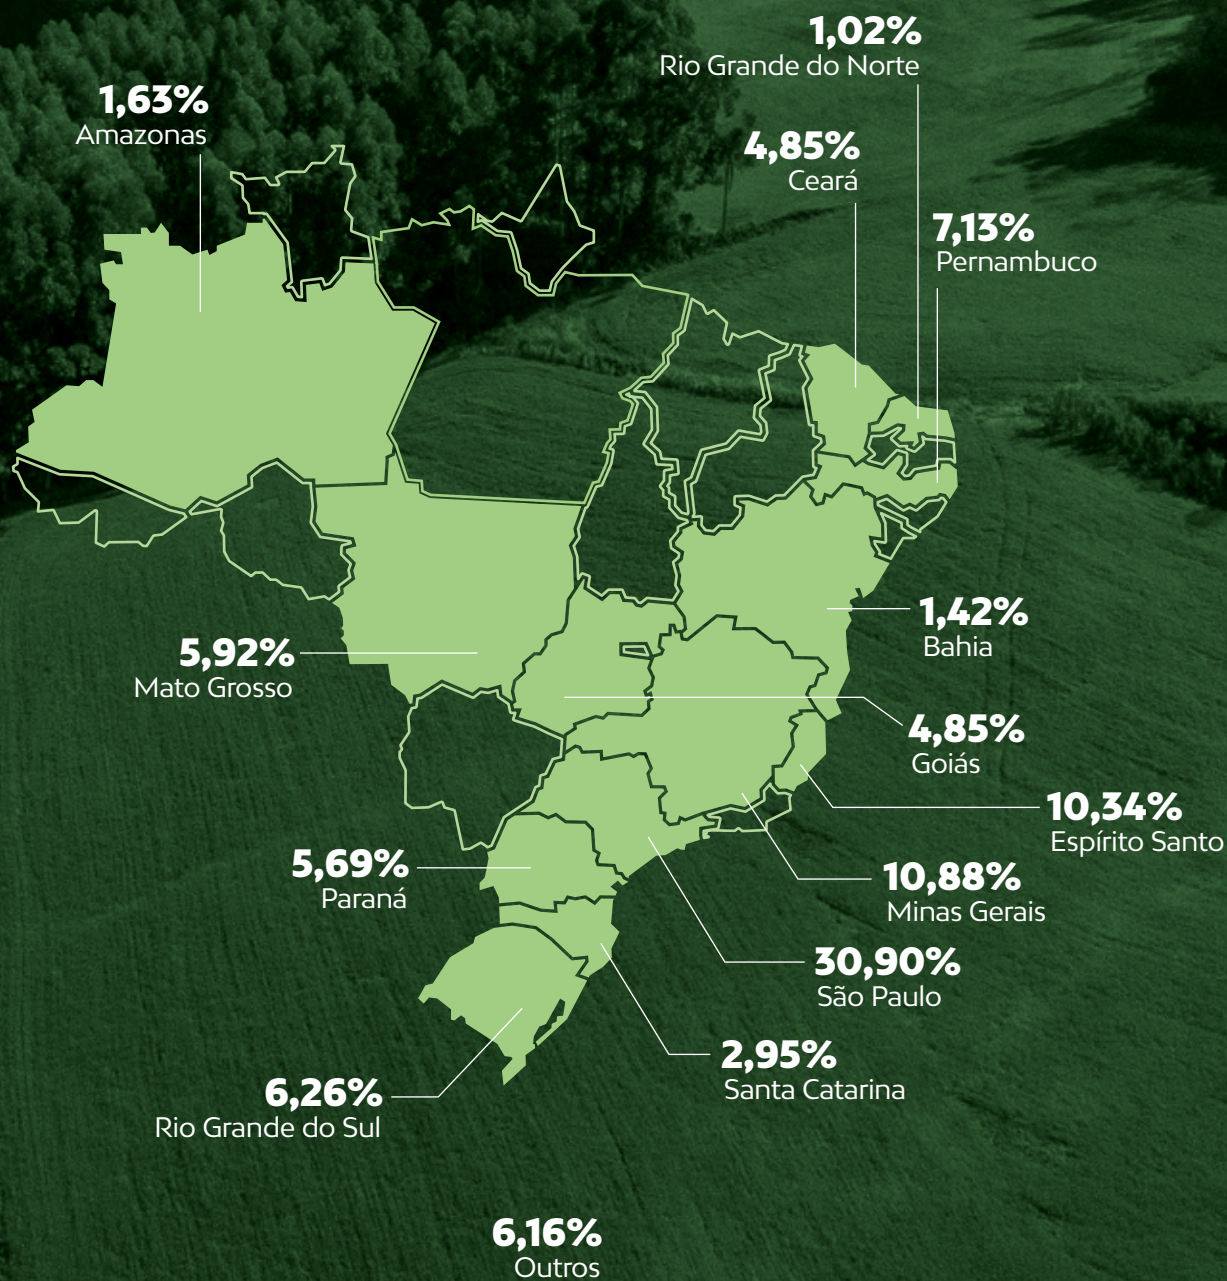 1,02%
Rio Grande do Norte
1,63%
Amazonas
4,85%
Ceará
7,13%
Pernambuco
1,42%
Bahia
5,92%
Mato Grosso
4,85%
Goiás
10,34%
Espírito Santo
5,69%
Paraná
10,88%
Minas Gerais
30,90%
São Paulo
2,95%
Santa Catarina
6,26%
Rio Grande do Sul
6,16%
Outros